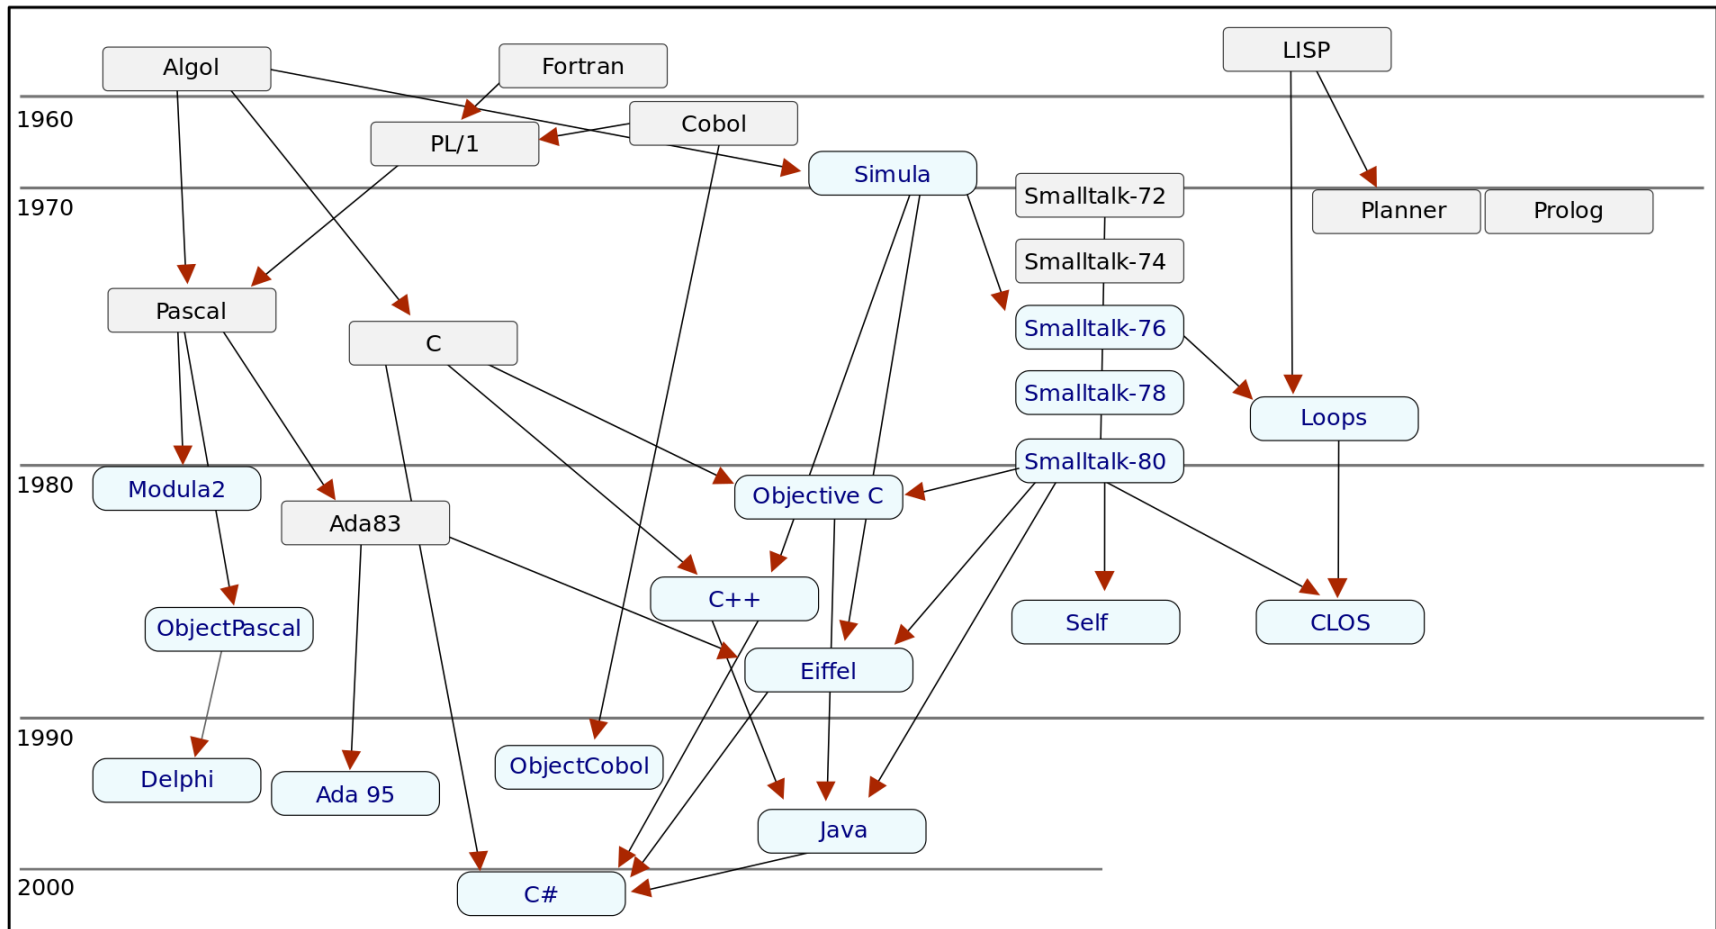 Algol
Fortran
LISP
1960
Cobol
PL/1
Simula
Smalltalk-72
1970
Planner
Prolog
Smalltalk-74
Pascal
Smalltalk-76
C
Smalltalk-78
Loops
Smalltalk-80
1980
Modula2
Objective C
Ada83
C++
Self
CLOS
ObjectPascal
Eiffel
1990
ObjectCobol
Delphi
Ada 95
Java
2000
C#